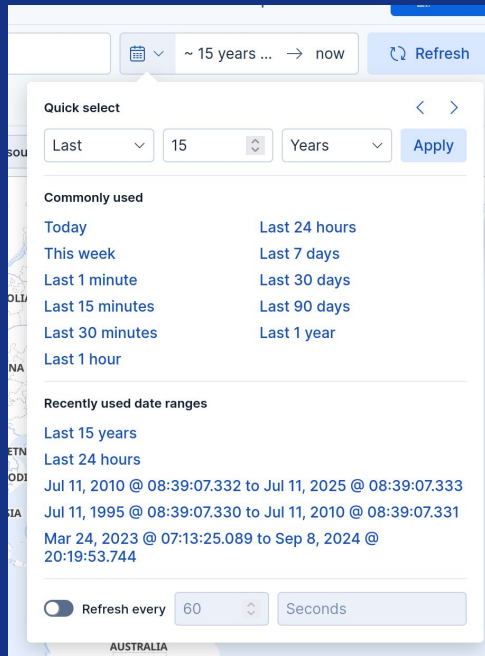 ~ 15 years ... → now
Refresh
Quick select
Last
15
Years
Apply
sou
Commonly used
Today
Last 24 hours
This week
Last 7 days
Last 1 minute
Last 30 days
OLIA
Last 15 minutes
Last 90 days
Last 30 minutes
Last 1 year
Last 1 hour
NA
Recently used date ranges
Last 15 years
Last 24 hours
Jul 11, 2010 @ 08:39:07.332 to Jul 11, 2025 @ 08:39:07.333
Jul 11, 1995 @ 08:39:07.330 to Jul 11, 2010 @ 08:39:07.331
SIA
Mar 24, 2023 @ 07:13:25.089 to Sep 8, 2024 @
20:19:53.744
Refresh every
60
Seconds
AUSTRALIA